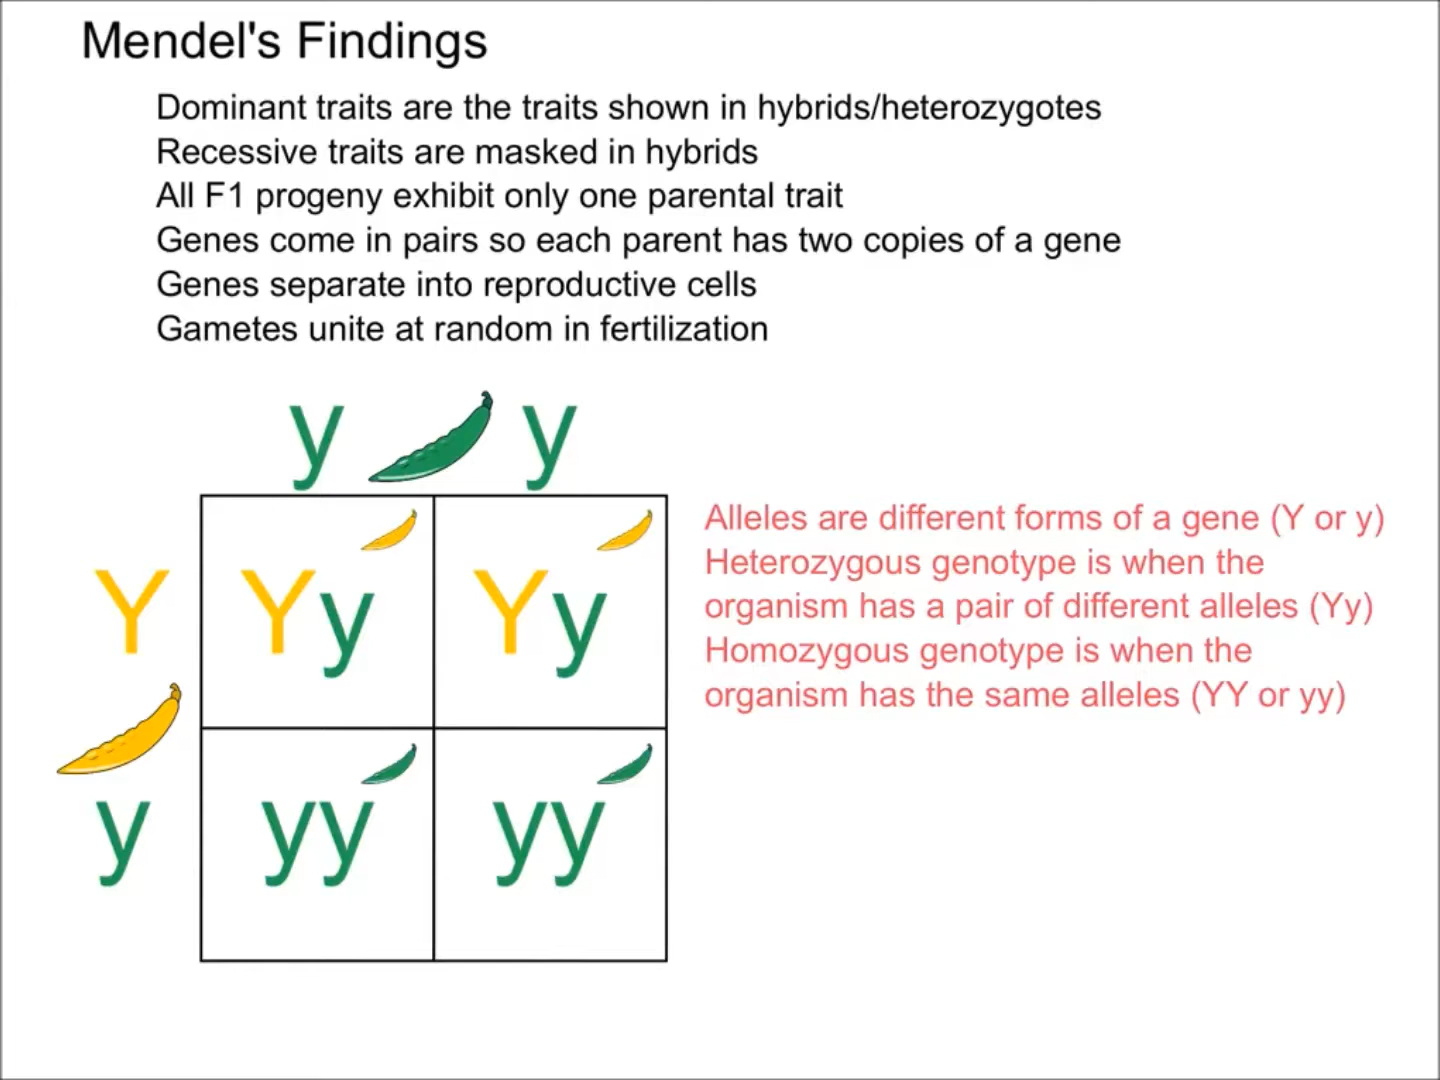 Mendel's Findings
Dominant traits are the traits shown in hybrids/heterozygotes
Recessive traits are masked in hybrids
All F1 progeny exhibit only one parental trait
Genes come in pairs so each parent has two copies of a gene
Genes separate into reproductive cells
Gametes unite at random in fertilization
y y
Y Yy Yy
y yy yy
Alleles are different forms of a gene (Y or y)
Heterozygous genotype is when the
organism has a pair of different alleles (Yy)
Homozygous genotype is when the
organism has the same alleles (YY or yy)